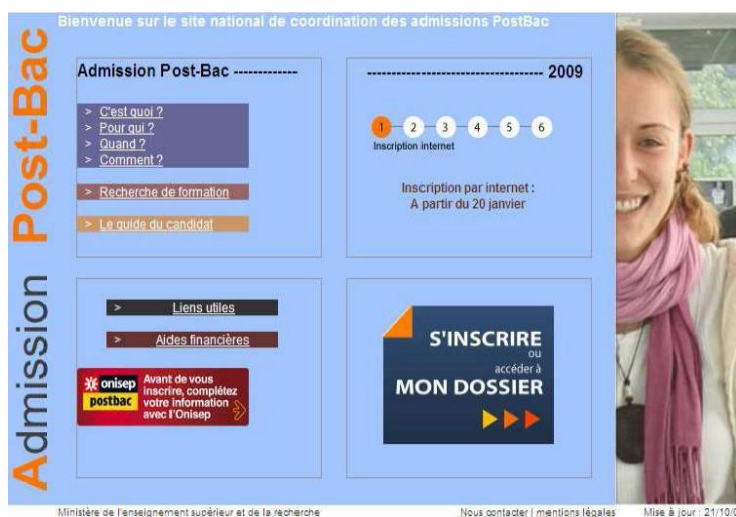 Bienvenue sur le site national de coordination des admissions PostBac
Admission Post-Bac
Admission Post-Bac -------------
------------------------------------ 2009
> C'est quoi ?
> Pour qui ?
> Quand ?
> Comment ?
> Recherche de formation
> Le guide du candidat
1 2 3 4 5 6
Inscription internet
Inscription par internet :
A partir du 20 janvier
> Liens utiles
> Aides financières
onisep
postbac
Avant de vous
inscrire, complétez
votre information
avec l'Onisep
S'INSCRIRE
ou
accéder à
MON DOSSIER
Ministère de l'enseignement supérieur et de la recherche
Nous contacter | mentions légales
Mise à jour : 21/10/0